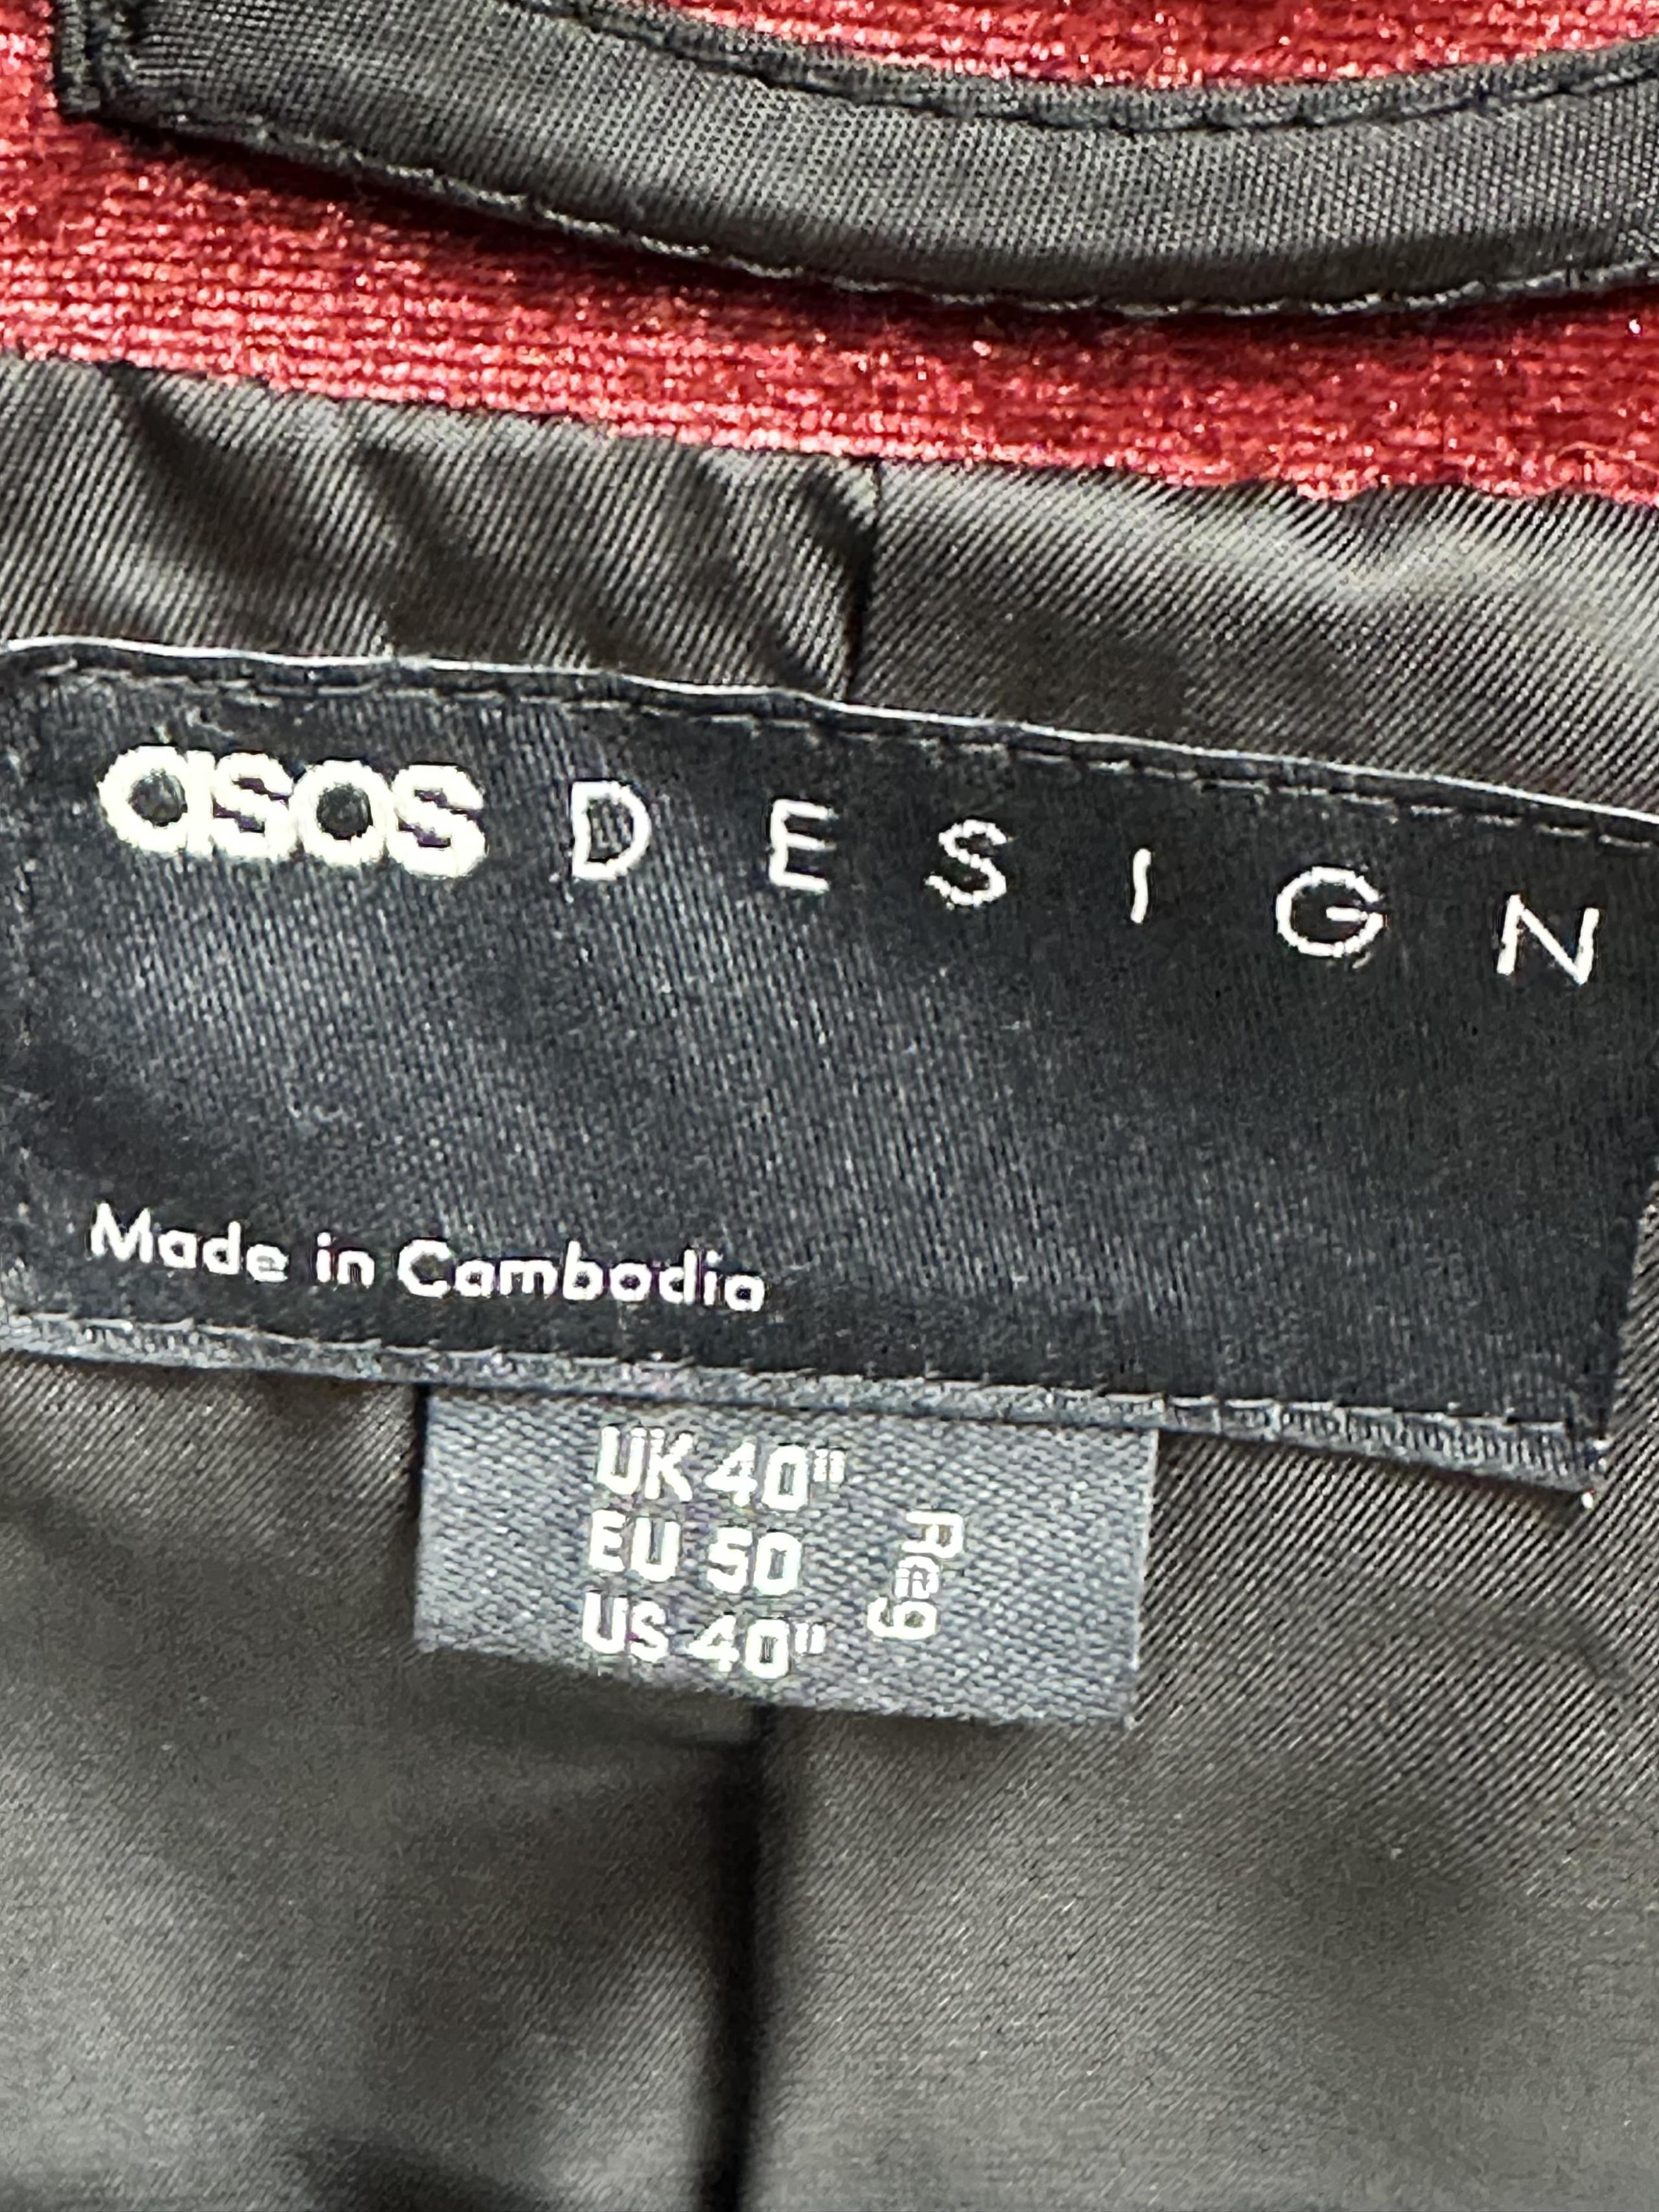 asos DESIGN
Made in Cambodia
UK 40"
EU 50
US 40"
Reg